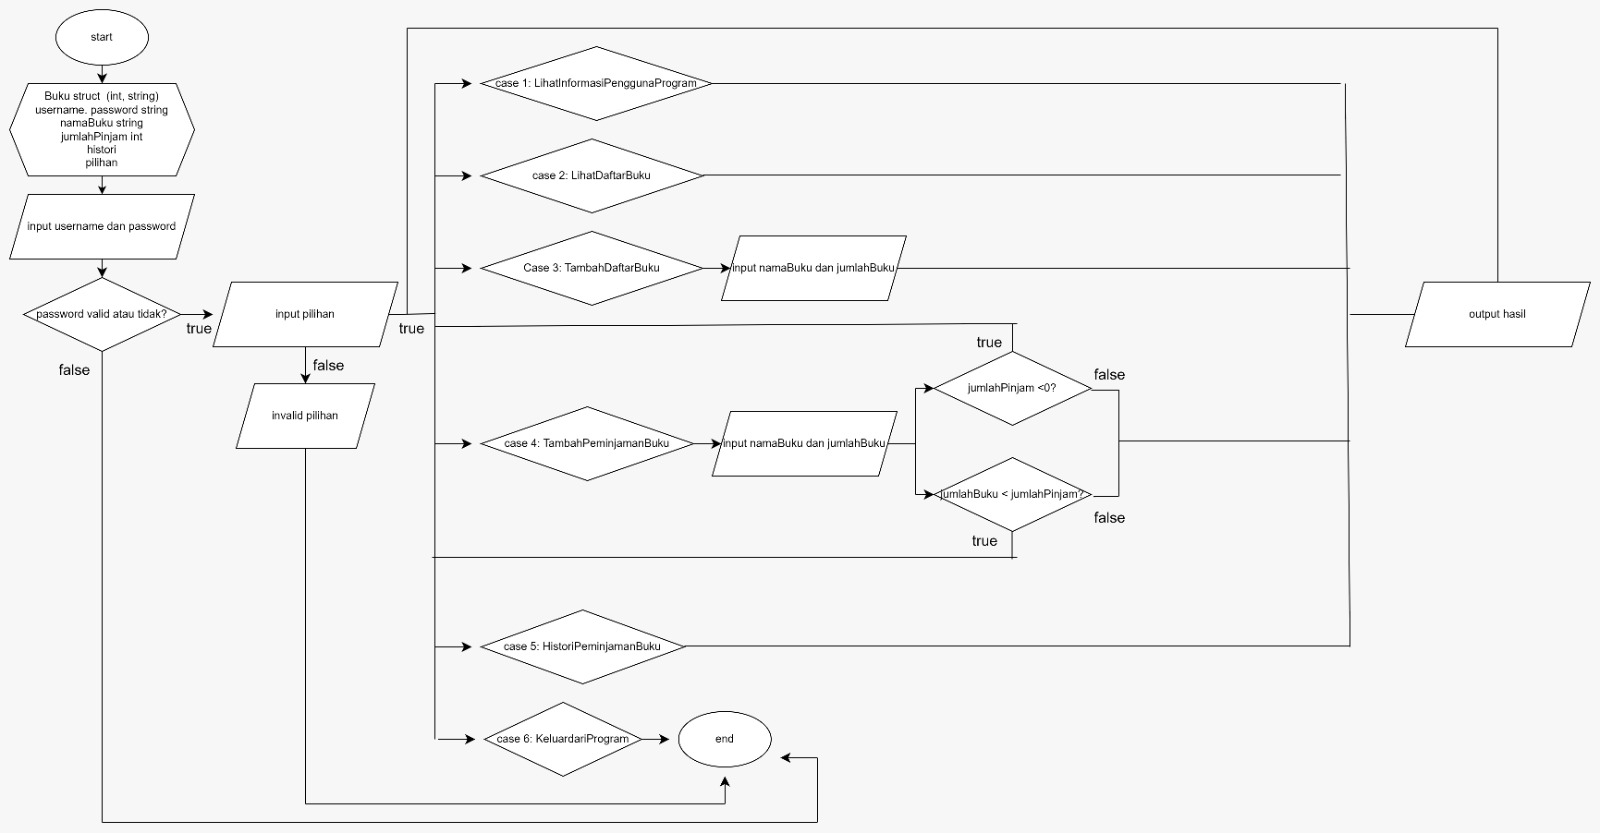 start
Buku struct (int, string)
username. password string
namaBuku string
jumlahPinjam int
histori
pilihan
input username dan password
password valid atau tidak?
true
false
input pilihan
true
false
invalid pilihan
case 1: LihatInformasiPenggunaProgram
case 2: LihatDaftarBuku
Case 3: TambahDaftarBuku
input namaBuku dan jumlahBuku
case 4: TambahPeminjamanBuku
input namaBuku dan jumlahBuku
true
jumlahPinjam <0?
false
jumlahBuku < jumlahPinjam?
false
true
case 5: HistoriPeminjamanBuku
case 6: KeluardariProgram
end
output hasil